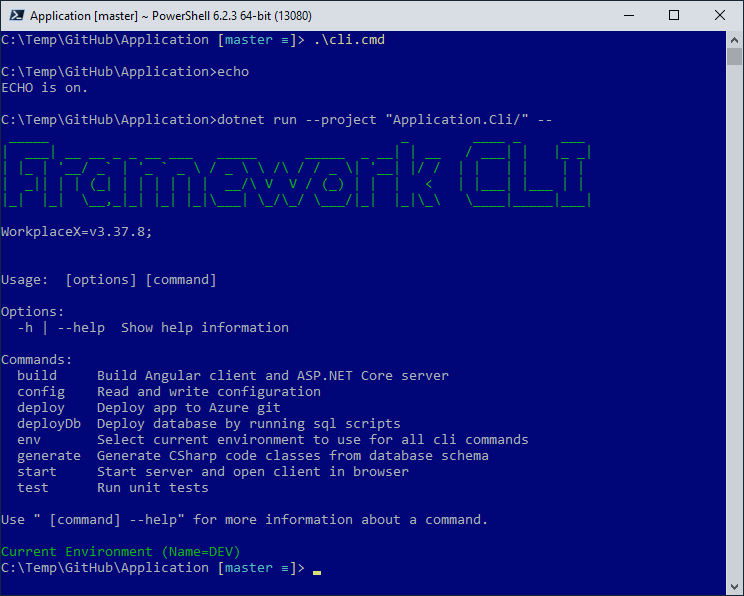 Application [master] ~ PowerShell 6.2.3 64-bit (13080)
C:\Temp\GitHub\Application [master ≡]> .\cli.cmd
C:\Temp\GitHub\Application>echo
ECHO is on.
C:\Temp\GitHub\Application>dotnet run --project "Application.Cli/" --
Framework CLI
WorkplaceX=v3.37.8;
Usage:  [options] [command]
Options:
  -h | --help  Show help information
Commands:
  build     Build Angular client and ASP.NET Core server
  config    Read and write configuration
  deploy    Deploy app to Azure git
  deployDb  Deploy database by running sql scripts
  env       Select current environment to use for all cli commands
  generate  Generate CSharp code classes from database schema
  start     Start server and open client in browser
  test      Run unit tests
Use " [command] --help" for more information about a command.
Current Environment (Name=DEV)
C:\Temp\GitHub\Application [master ≡]>